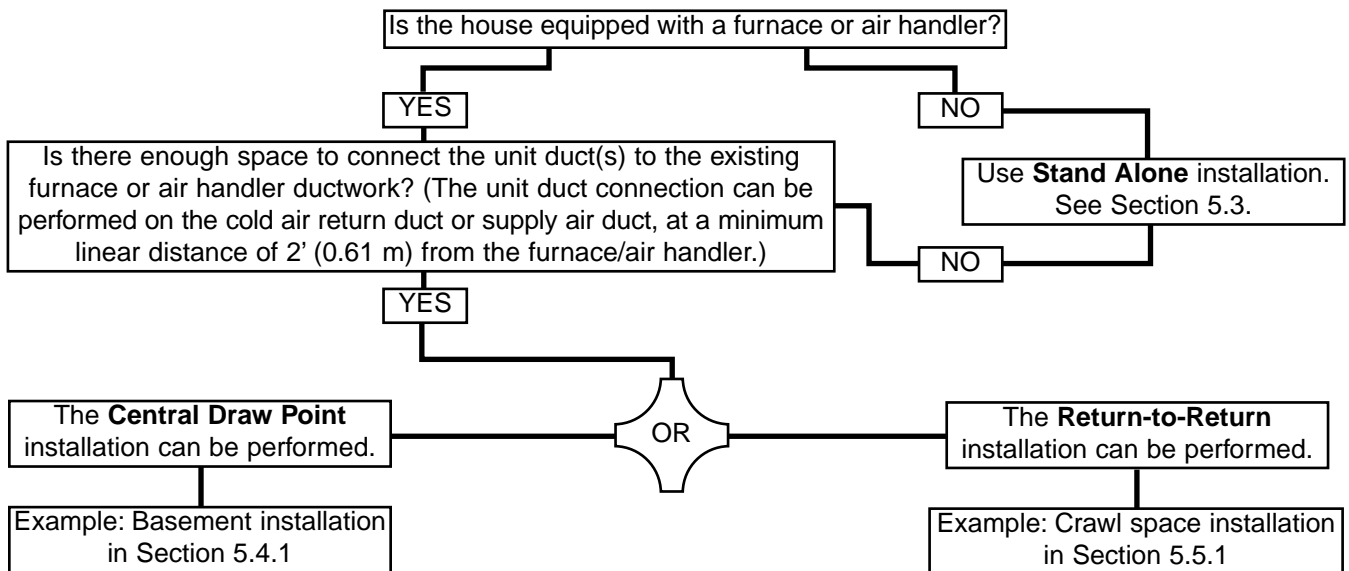 Is the house equipped with a furnace or air handler?
YES
NO
Is there enough space to connect the unit duct(s) to the existing
furnace or air handler ductwork? (The unit duct connection can be
performed on the cold air return duct or supply air duct, at a minimum
linear distance of 2’ (0.61 m) from the furnace/air handler.)
Use Stand Alone installation.
See Section 5.3.
NO
YES
OR
The Central Draw Point
installation can be performed.
The Return-to-Return
installation can be performed.
Example: Basement installation
in Section 5.4.1
Example: Crawl space installation
in Section 5.5.1